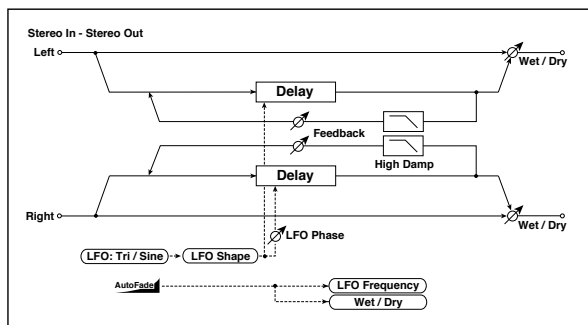 Stereo In - Stereo Out
Left
Wet / Dry
Delay
Feedback
High Damp
Delay
Right
LFO Phase
Wet / Dry
LFO: Tri / Sine
LFO Shape
AutoFade
LFO Frequency
Wet / Dry